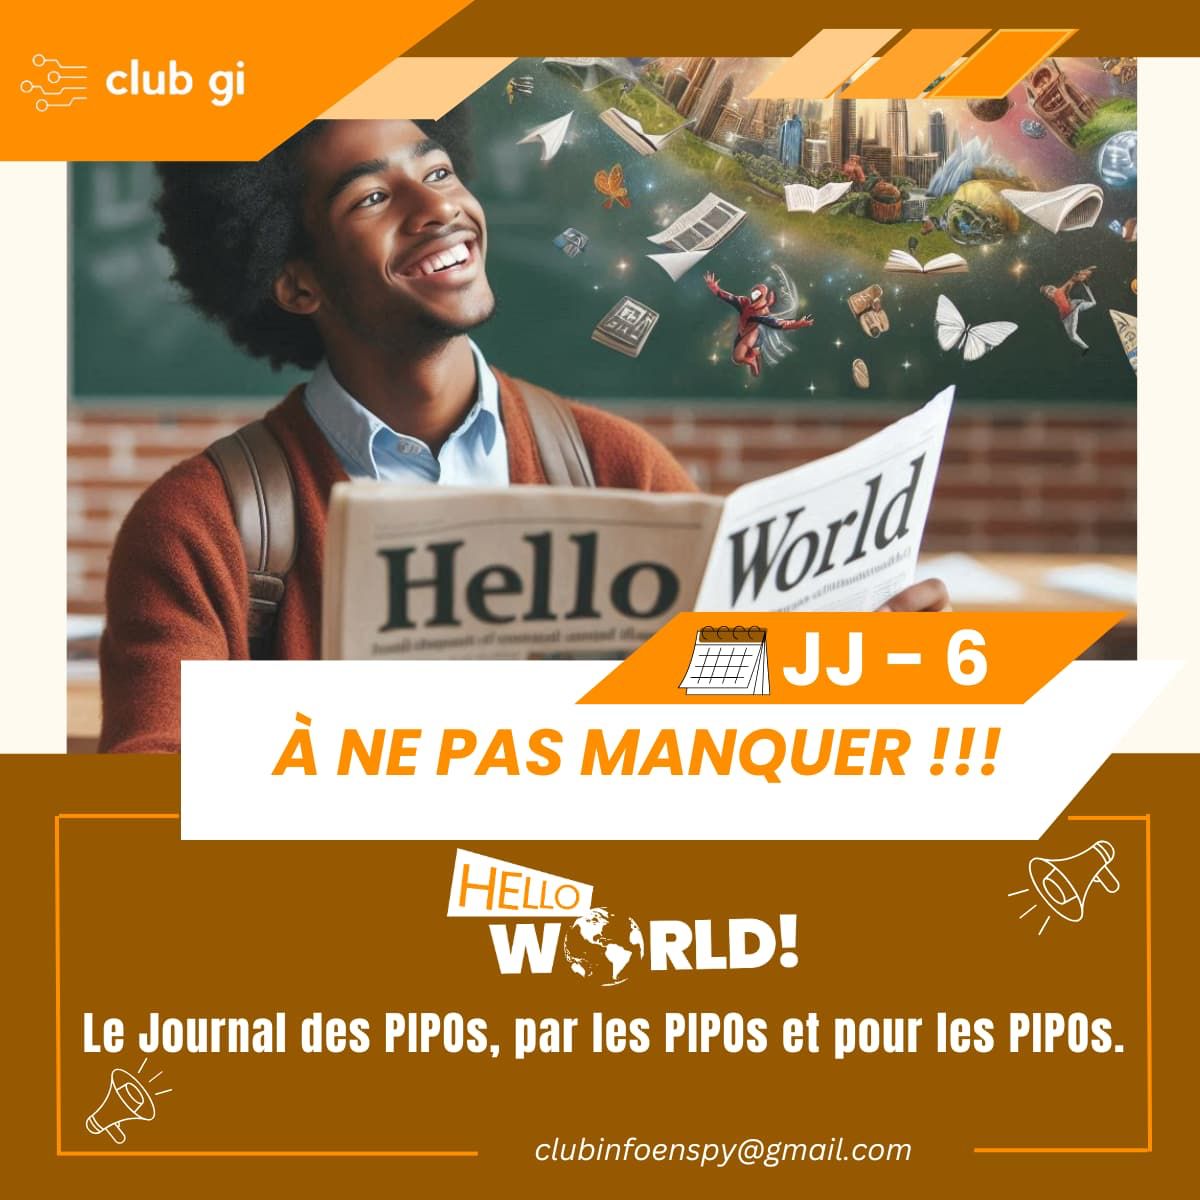 club gi
Hello
World
JJ - 6
À NE PAS MANQUER !!!
HELLO
WORLD!
Le Journal des PIPOs, par les PIPOs et pour les PIPOs.
clubinfoenspy@gmail.com